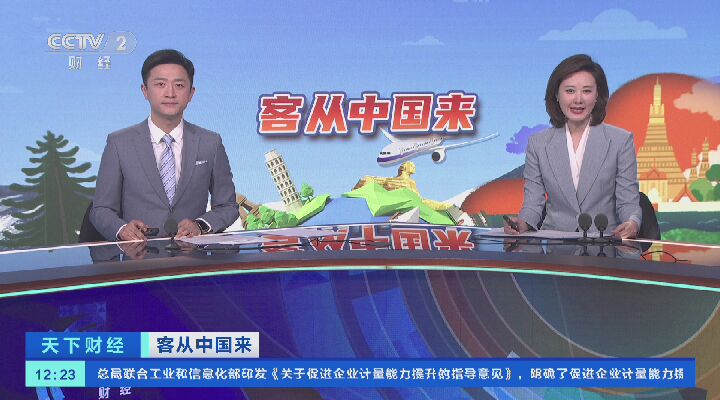 CCTV 2
财经
客从中国来
天下财经
客从中国来
12:23
总局联合工业和信息化部印发《关于促进企业计量能力提升的指导意见》，明确了促进企业计量能力提